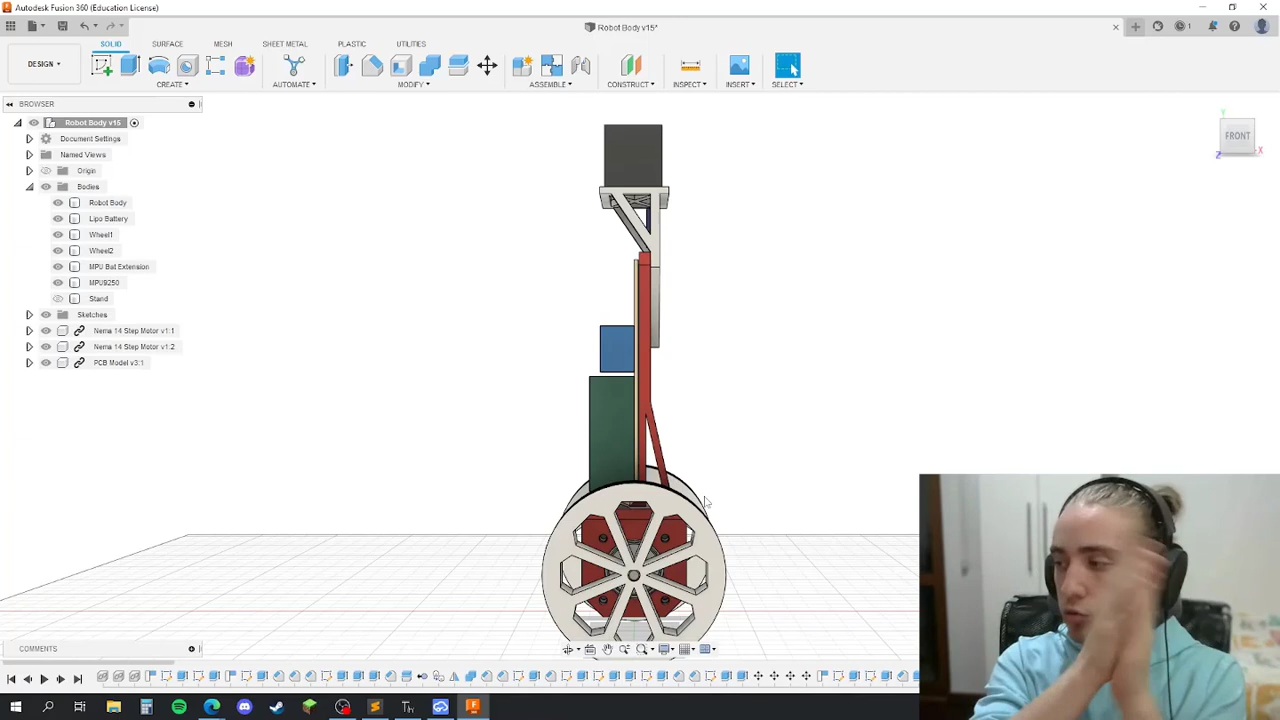 Autodesk Fusion 360 (Education License)
Robot Body v15*
1
DESIGN
SOLID SURFACE MESH SHEET METAL PLASTIC UTILITIES
CREATE AUTOMATE MODIFY ASSEMBLE CONSTRUCT INSPECT INSERT SELECT
BROWSER
Robot Body v15
Document Settings
Named Views
Origin
Bodies
Robot Body
Lipo Battery
Wheel1
Wheel2
MPU Bat Extension
MPU9250
Stand
Sketches
Nema 14 Step Motor v1:1
Nema 14 Step Motor v1:2
PCB Model v3:1
Y
FRONT
X
Z
COMMENTS